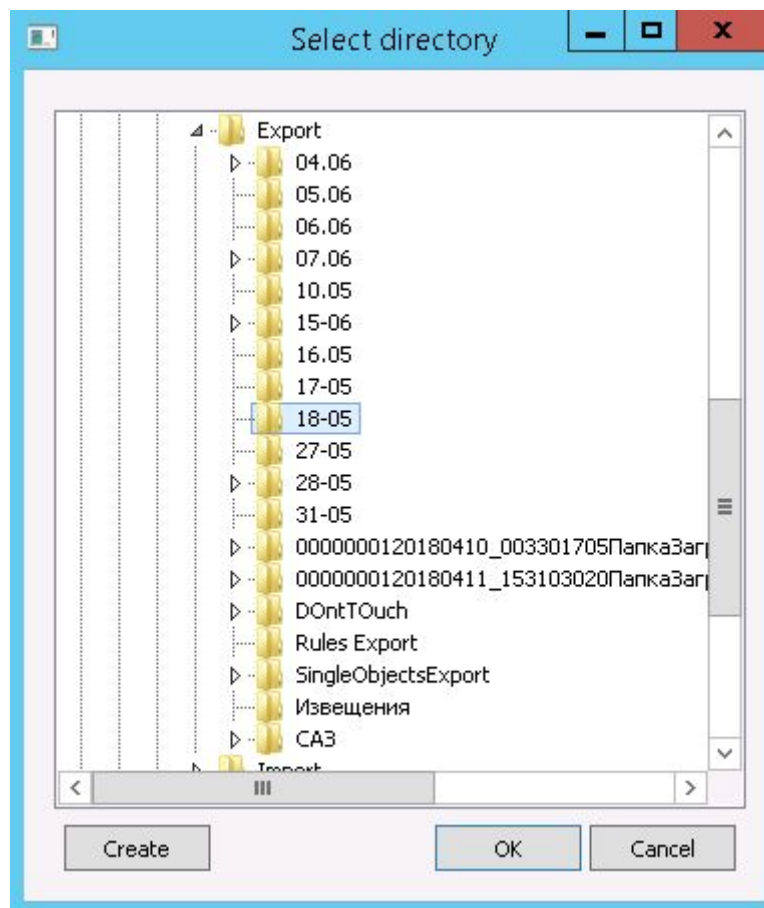 Select directory
Export
04.06
05.06
06.06
07.06
10.05
15-06
16.05
17-05
18-05
27-05
28-05
31-05
0000000120180410_003301705ПапкаЗаг
0000000120180411_153103020ПапкаЗаг
DOntTOuch
Rules Export
SingleObjectsExport
Извещения
САЗ
Import
Create
OK
Cancel